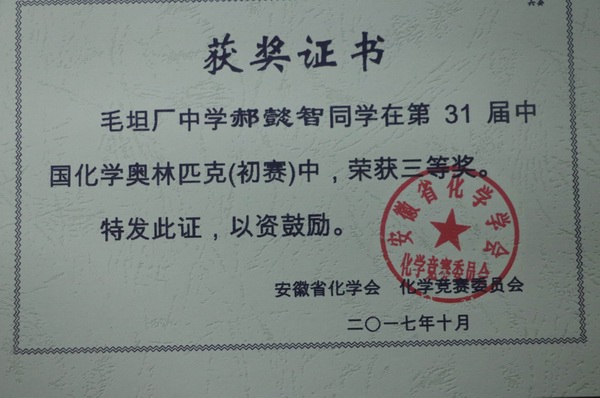 获奖证书
毛坦厂中学郝懿智同学在第 31 届中
国化学奥林匹克(初赛)中，荣获三等奖。
特发此证，以资鼓励。
安徽省化学学会
化学竞赛委员会
安徽省化学会 化学竞赛委员会
二〇一七年十月